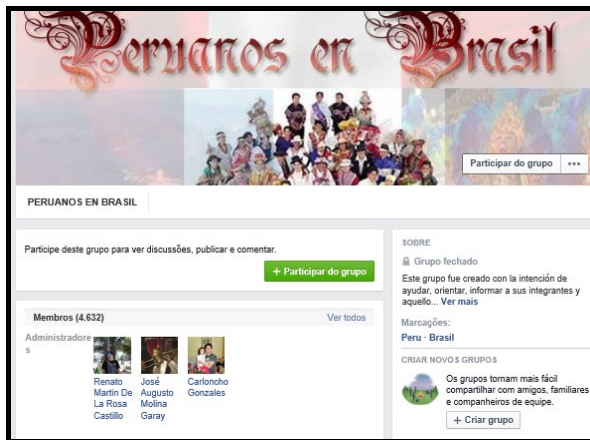 Peruanos en Brasil
Participar do grupo
PERUANOS EN BRASIL
Participe deste grupo para ver discussões, publicar e comentar.
+ Participar do grupo
Membros (4.632)
Ver todos
Administradore
s
Renato
Martin De
La Rosa
Castillo
José
Augusto
Molina
Garay
Carloncho
Gonzales
SOBRE
Grupo fechado
Este grupo fue creado con la intención de
ayudar, orientar, informar a sus integrantes y
aquello... Ver mais
Marcações:
Peru · Brasil
CRIAR NOVOS GRUPOS
Os grupos tornam mais fácil
compartilhar com amigos, familiares
e companheiros de equipe.
+ Criar grupo